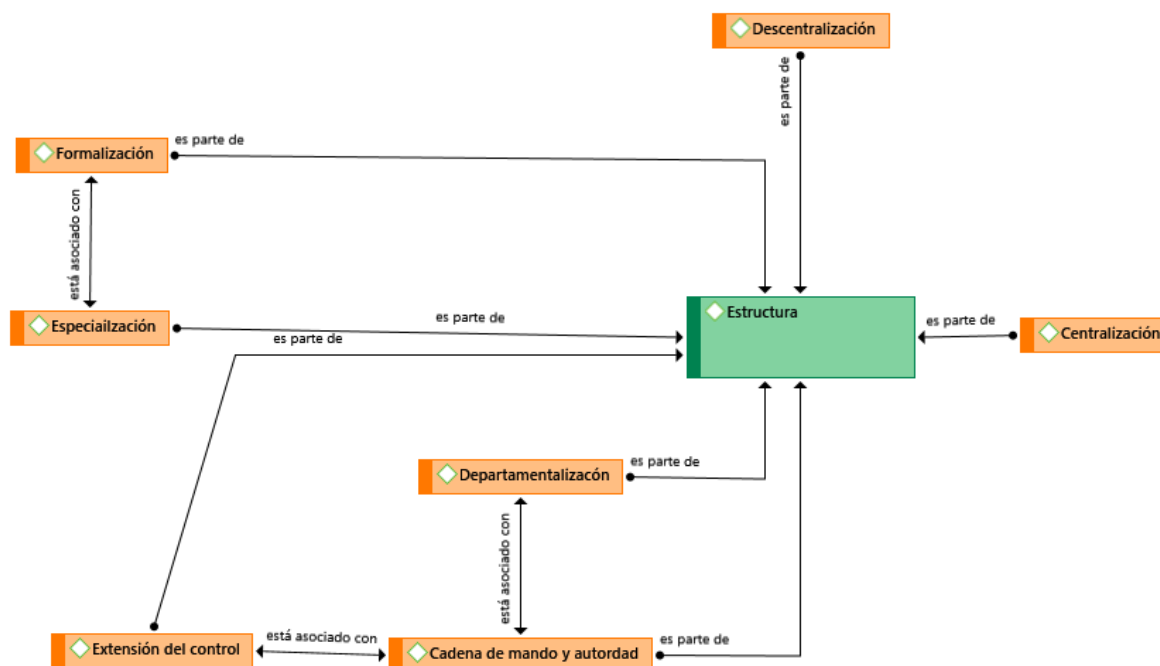 Descentralización
es parte de
Formalización
es parte de
está asociado con
Especiailzación
es parte de
es parte de
Estructura
es parte de
Centralización
Departamentalizacón
es parte de
está asociado con
Extensión del control
está asociado con
Cadena de mando y autordad
es parte de